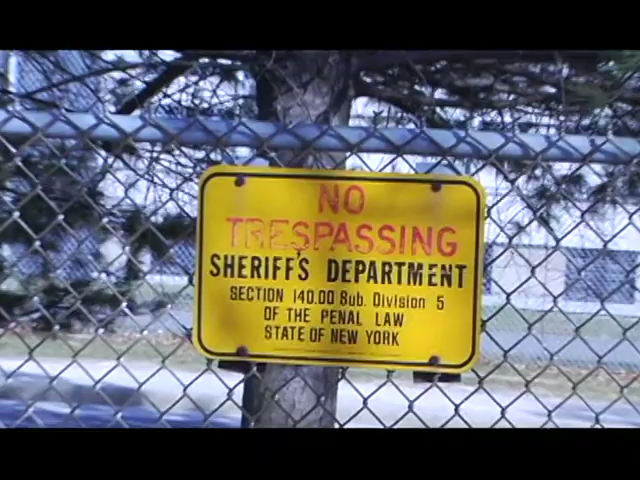 NO
TRESPASSING
SHERIFF'S DEPARTMENT
SECTION 140.00 Sub. Division 5
OF THE PENAL LAW
STATE OF NEW YORK